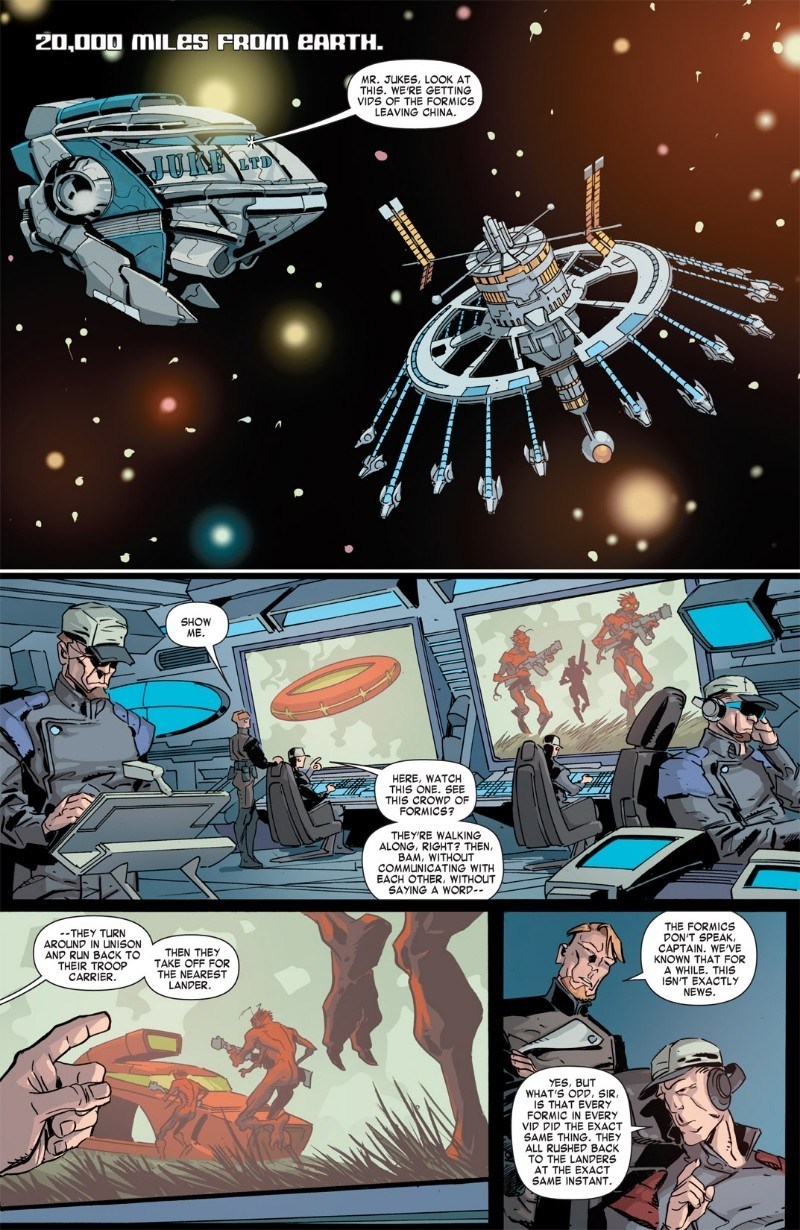 20,000 MILES FROM EARTH.
MR. JUKES, LOOK AT
THIS. WE'RE GETTING
VIDS OF THE FORMICS
LEAVING CHINA.
JUKE LTD
SHOW
ME.
HERE, WATCH
THIS ONE. SEE
THIS CROWD OF
FORMICS?
THEY'RE WALKING
ALONG, RIGHT? THEN,
BAM, WITHOUT
COMMUNICATING WITH
EACH OTHER, WITHOUT
SAYING A WORD--
--THEY TURN
AROUND IN UNISON
AND RUN BACK TO
THEIR TROOP
CARRIER.
THEN THEY
TAKE OFF FOR
THE NEAREST
LANDER.
THE FORMICS
DON'T SPEAK,
CAPTAIN. WE'VE
KNOWN THAT FOR
A WHILE. THIS
ISN'T EXACTLY
NEWS.
YES, BUT
WHAT'S ODD, SIR,
IS THAT EVERY
FORMIC IN EVERY
VID DID THE EXACT
SAME THING. THEY
ALL RUSHED BACK
TO THE LANDERS
AT THE EXACT
SAME INSTANT.